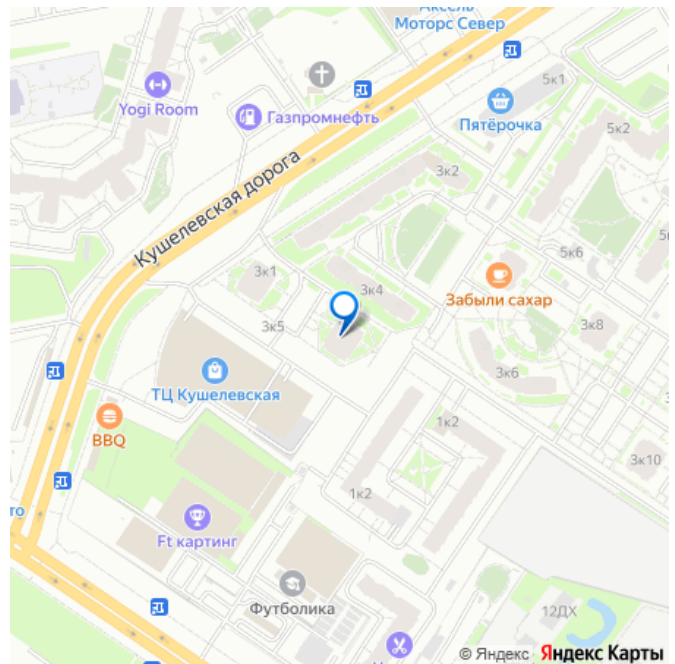 Аксель
Моторс Север
5к1
Yogi Room
Газпромнефть
Пятёрочка
5к2
Кушелевская дорога
3к2
5к6
3к1
3к4
Забыли сахар
3к5
3к8
ТЦ Кушелевская
3к6
BBQ
1к2
3к10
1к2
то
Ft картинг
Футболика
12ДХ
© Яндекс Яндекс Карты